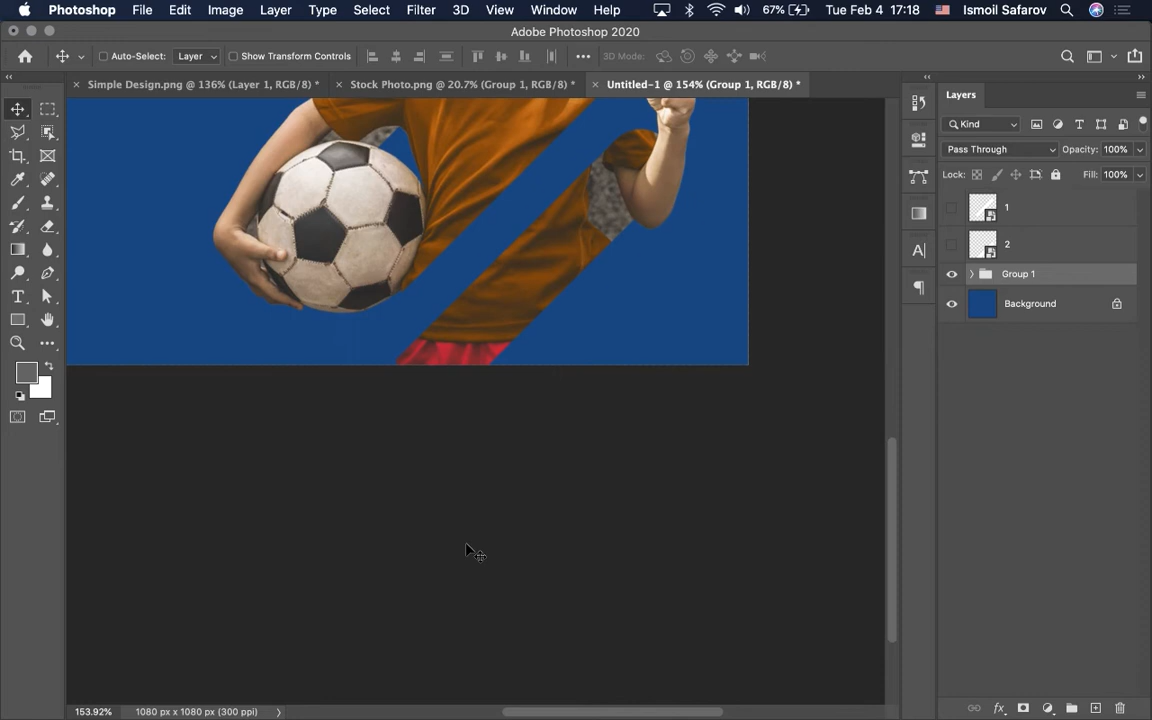 Photoshop File Edit Image Layer Type Select Filter 3D View Window Help 67% Tue Feb 4 17:18 Ismoil Safarov
Adobe Photoshop 2020
Auto-Select: Layer Show Transform Controls 3D Mode:
Simple Design.png @ 136% (Layer 1, RGB/8) * Stock Photo.png @ 20.7% (Group 1, RGB/8) * Untitled-1 @ 154% (Group 1, RGB/8) *
Layers
Kind
Pass Through Opacity: 100%
Lock: Fill: 100%
1
2
Group 1
Background
153.92% 1080 px x 1080 px (300 ppi)